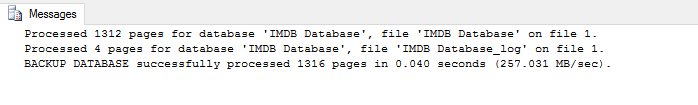 Messages
Processed 1312 pages for database 'IMDB Database', file 'IMDB Database' on file 1.
Processed 4 pages for database 'IMDB Database', file 'IMDB Database_log' on file 1.
BACKUP DATABASE successfully processed 1316 pages in 0.040 seconds (257.031 MB/sec).